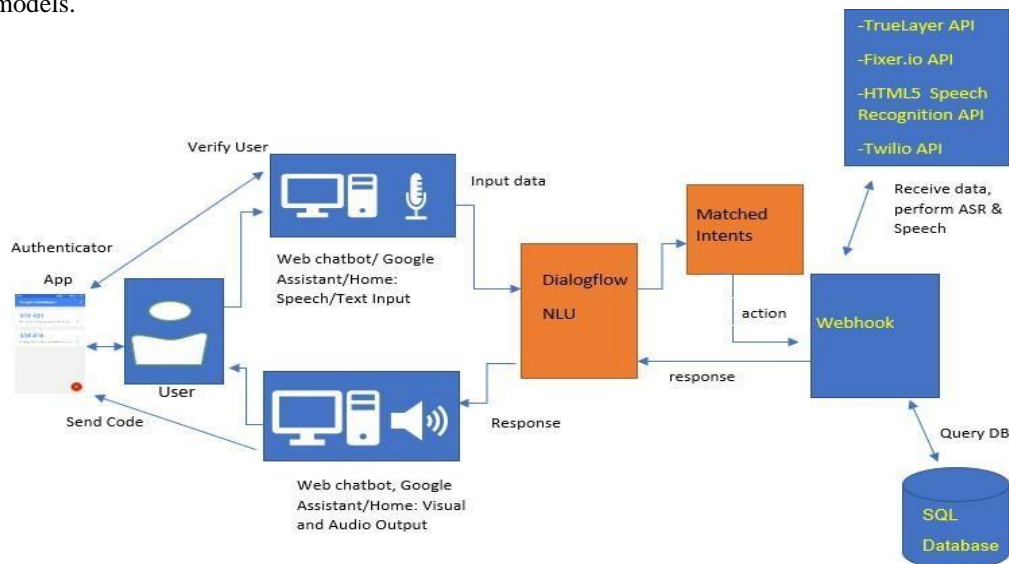 models.
-TrueLayer API
-Fixer.io API
-HTML5 Speech
Recognition API
-Twilio API
Verify User
Input data
Receive data,
perform ASR &
Speech
Matched
Intents
Authenticator
App
Web chatbot/ Google
Assistant/Home:
Speech/Text Input
Dialogflow
NLU
action
Webhook
response
User
Send Code
Response
Query DB
Web chatbot, Google
Assistant/Home: Visual
and Audio Output
SQL
Database